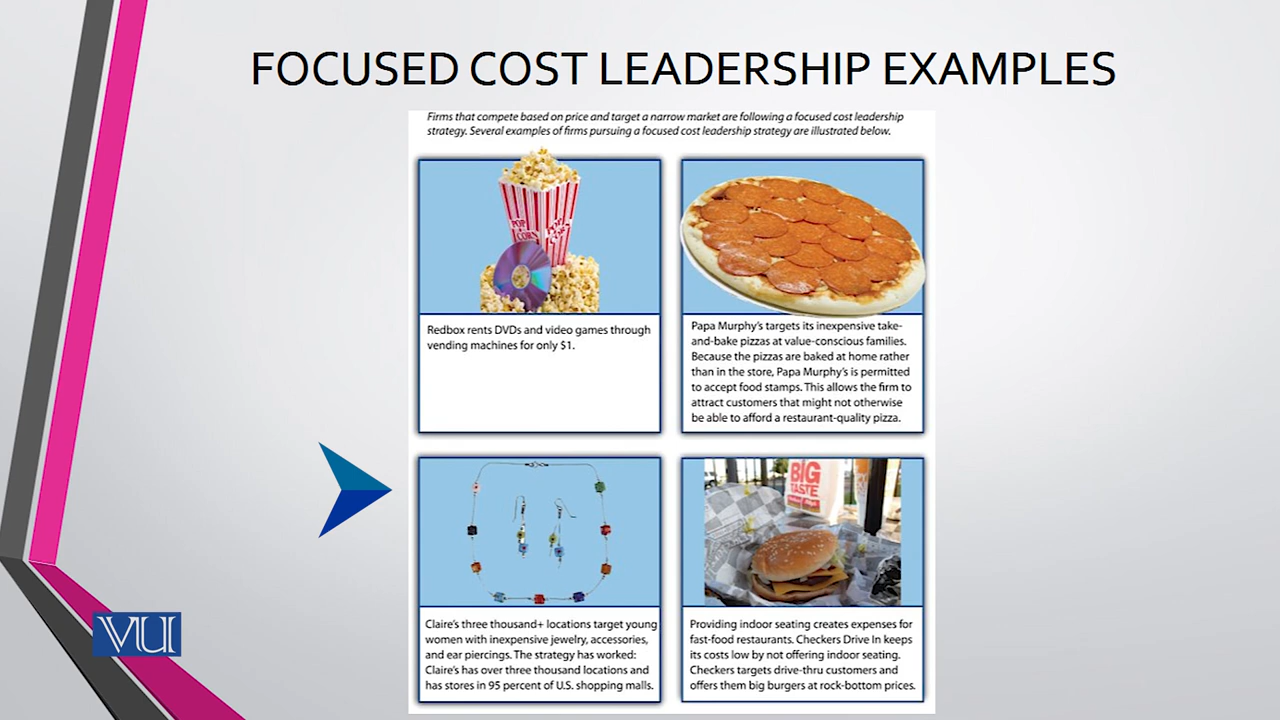 FOCUSED COST LEADERSHIP EXAMPLES
Firms that compete based on price and target a narrow market are following a focused cost leadership
strategy. Several examples of firms pursuing a focused cost leadership strategy are illustrated below.
POP
CORN
Redbox rents DVDs and video games through
vending machines for only $1.
Papa Murphy's targets its inexpensive take-
and-bake pizzas at value-conscious families.
Because the pizzas are baked at home rather
than in the store, Papa Murphy's is permitted
to accept food stamps. This allows the firm to
attract customers that might not otherwise
be able to afford a restaurant-quality pizza.
BIG
TASTE
Claire's three thousand+ locations target young
women with inexpensive jewelry, accessories,
and ear piercings. The strategy has worked:
Claire's has over three thousand locations and
has stores in 95 percent of U.S. shopping malls.
Providing indoor seating creates expenses for
fast-food restaurants. Checkers Drive In keeps
its costs low by not offering indoor seating.
Checkers targets drive-thru customers and
offers them big burgers at rock-bottom prices.
VU